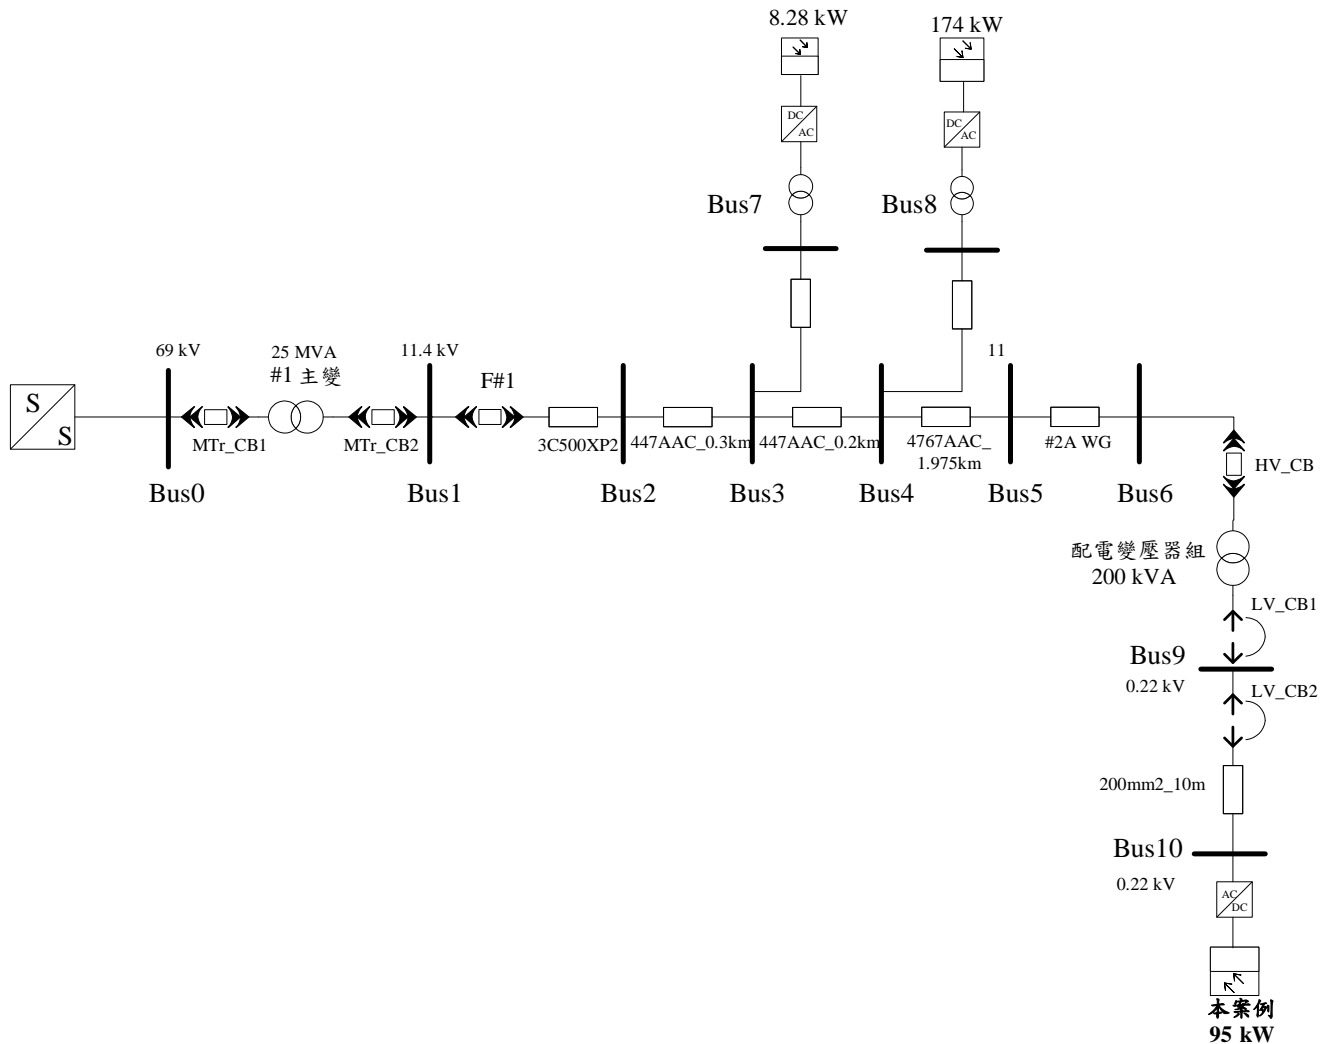 8.28 kW
174 kW
DC
AC
DC
AC
Bus7
Bus8
69 kV
25 MVA
#1 主變
11.4 kV
F#1
11
S
S
MTr_CB1
MTr_CB2
3C500XP2
447AAC_0.3km
447AAC_0.2km
4767AAC_
1.975km
#2A WG
HV_CB
Bus0
Bus1
Bus2
Bus3
Bus4
Bus5
Bus6
配電變壓器組
200 kVA
LV_CB1
Bus9
0.22 kV
LV_CB2
200mm2_10m
Bus10
0.22 kV
AC
DC
本案例
95 kW